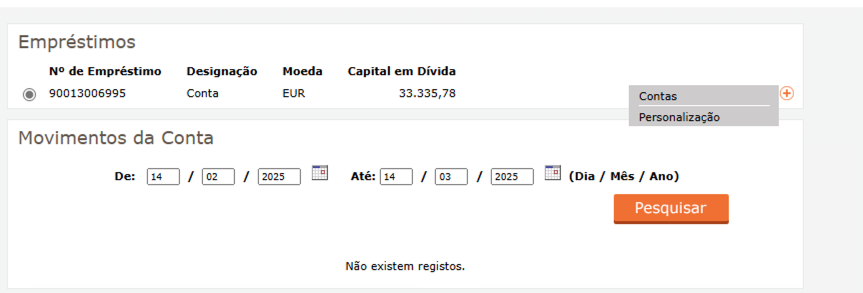 Empréstimos
Nº de Empréstimo Designação Moeda Capital em Dívida
90013006995 Conta EUR 33.335,78
Contas
Personalização
Movimentos da Conta
De: 14 / 02 / 2025 Até: 14 / 03 / 2025 (Dia / Mês / Ano)
Pesquisar
Não existem registos.